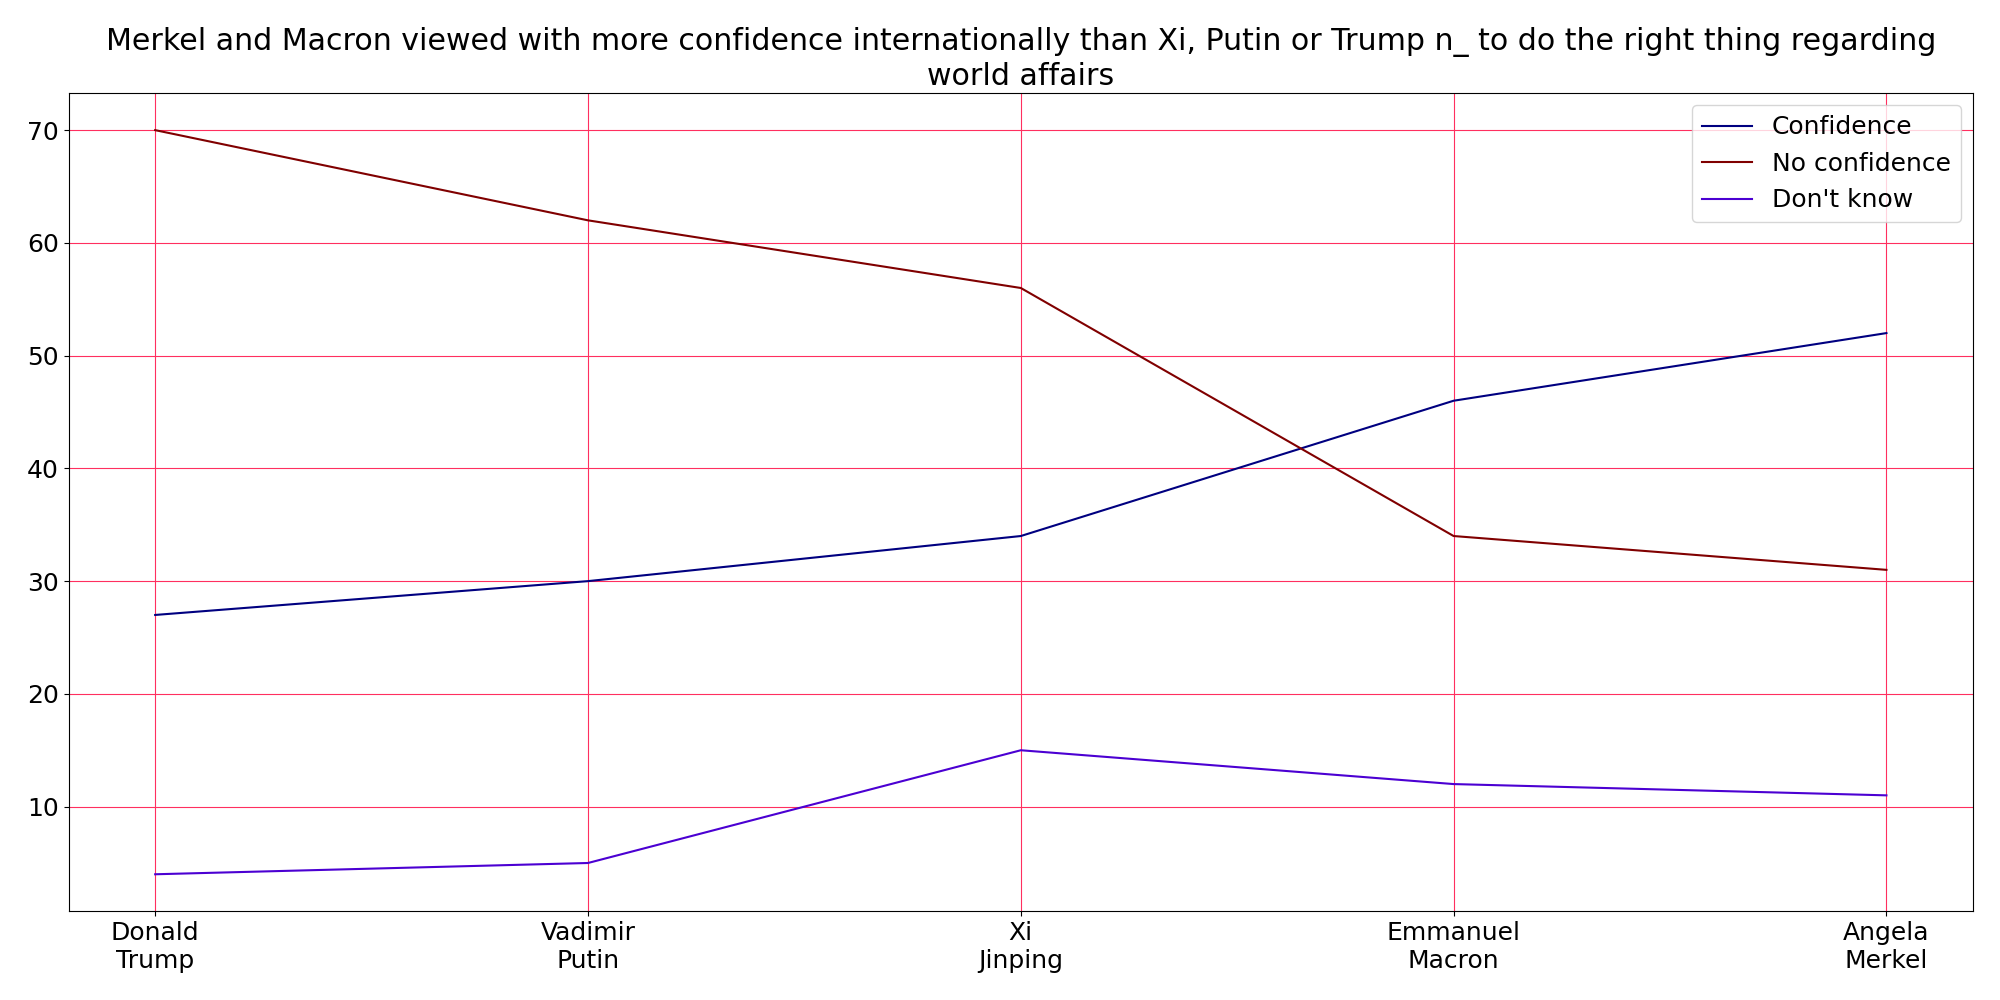 Merkel and Macron viewed with more confidence internationally than Xi, Putin or Trump n_ to do the right thing regarding
world affairs
Confidence
No confidence
Don't know
70
60
50
40
30
20
10
Donald
Trump
Vadimir
Putin
Xi
Jinping
Emmanuel
Macron
Angela
Merkel